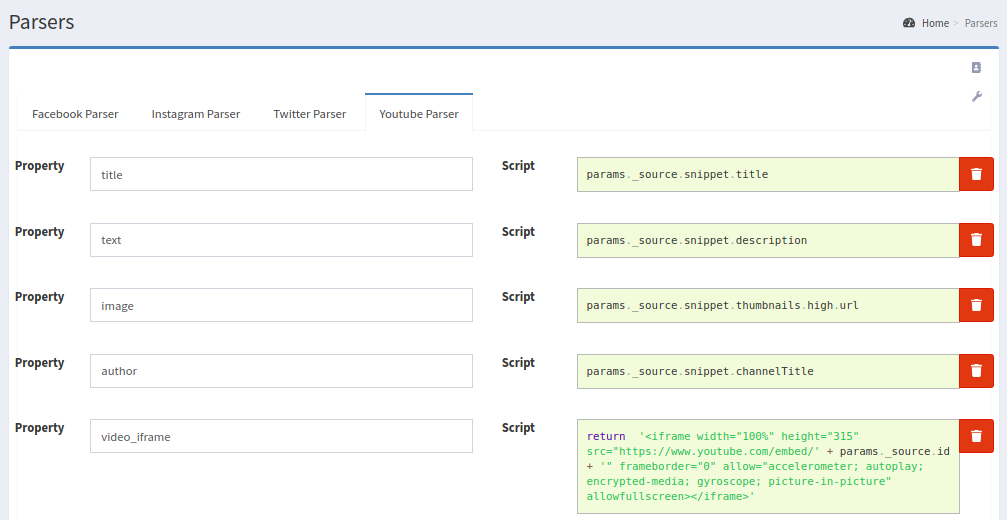 Parsers
Home > Parsers
Facebook Parser Instagram Parser Twitter Parser Youtube Parser
Property title Script params._source.snippet.title
Property text Script params._source.snippet.description
Property image Script params._source.snippet.thumbnails.high.url
Property author Script params._source.snippet.channelTitle
Property video_iframe Script return '<iframe width="100%" height="315"
src="https://www.youtube.com/embed/' + params._source.id
+ '" frameborder="0" allow="accelerometer; autoplay;
encrypted-media; gyroscope; picture-in-picture"
allowfullscreen></iframe>'